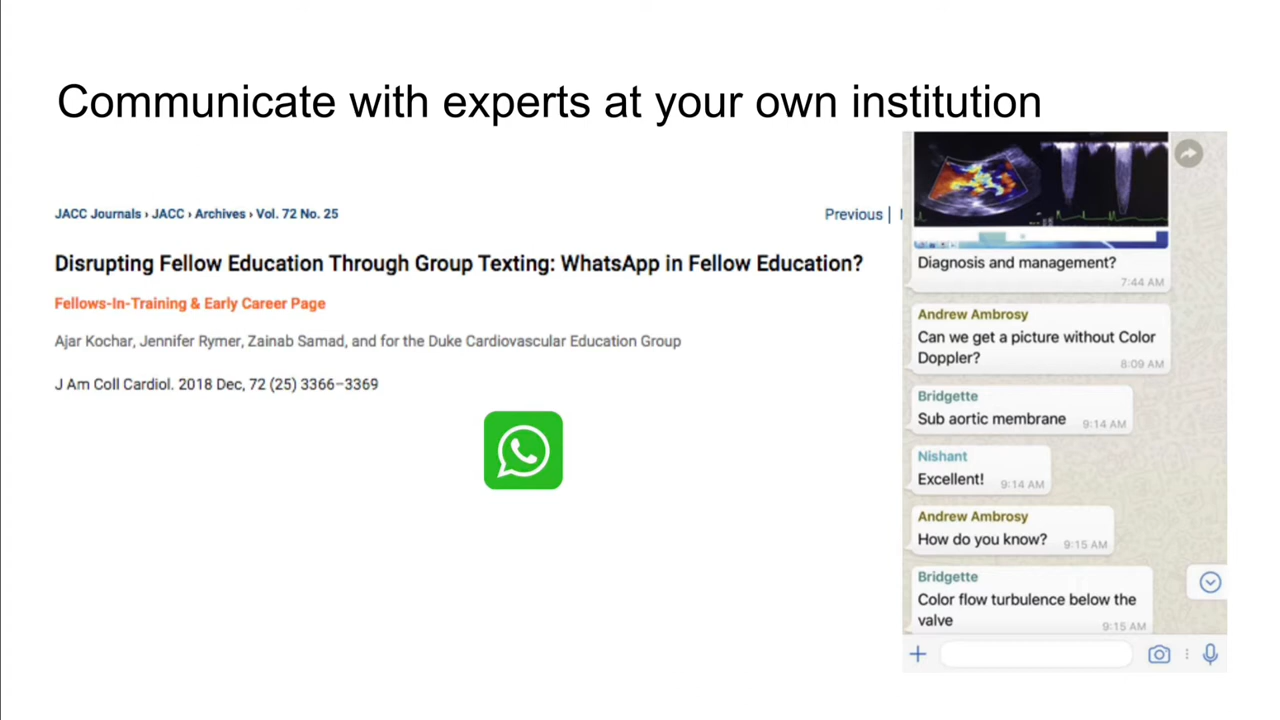 Communicate with experts at your own institution
JACC Journals › JACC › Archives › Vol. 72 No. 25
Previous |
Disrupting Fellow Education Through Group Texting: WhatsApp in Fellow Education?
Fellows-In-Training & Early Career Page
Ajar Kochar, Jennifer Rymer, Zainab Samad, and for the Duke Cardiovascular Education Group
J Am Coll Cardiol. 2018 Dec, 72 (25) 3366–3369
Diagnosis and management?
7:44 AM
Andrew Ambrosy
Can we get a picture without Color
Doppler?
8:09 AM
Bridgette
Sub aortic membrane 9:14 AM
Nishant
Excellent! 9:14 AM
Andrew Ambrosy
How do you know? 9:15 AM
Bridgette
Color flow turbulence below the
valve
9:15 AM